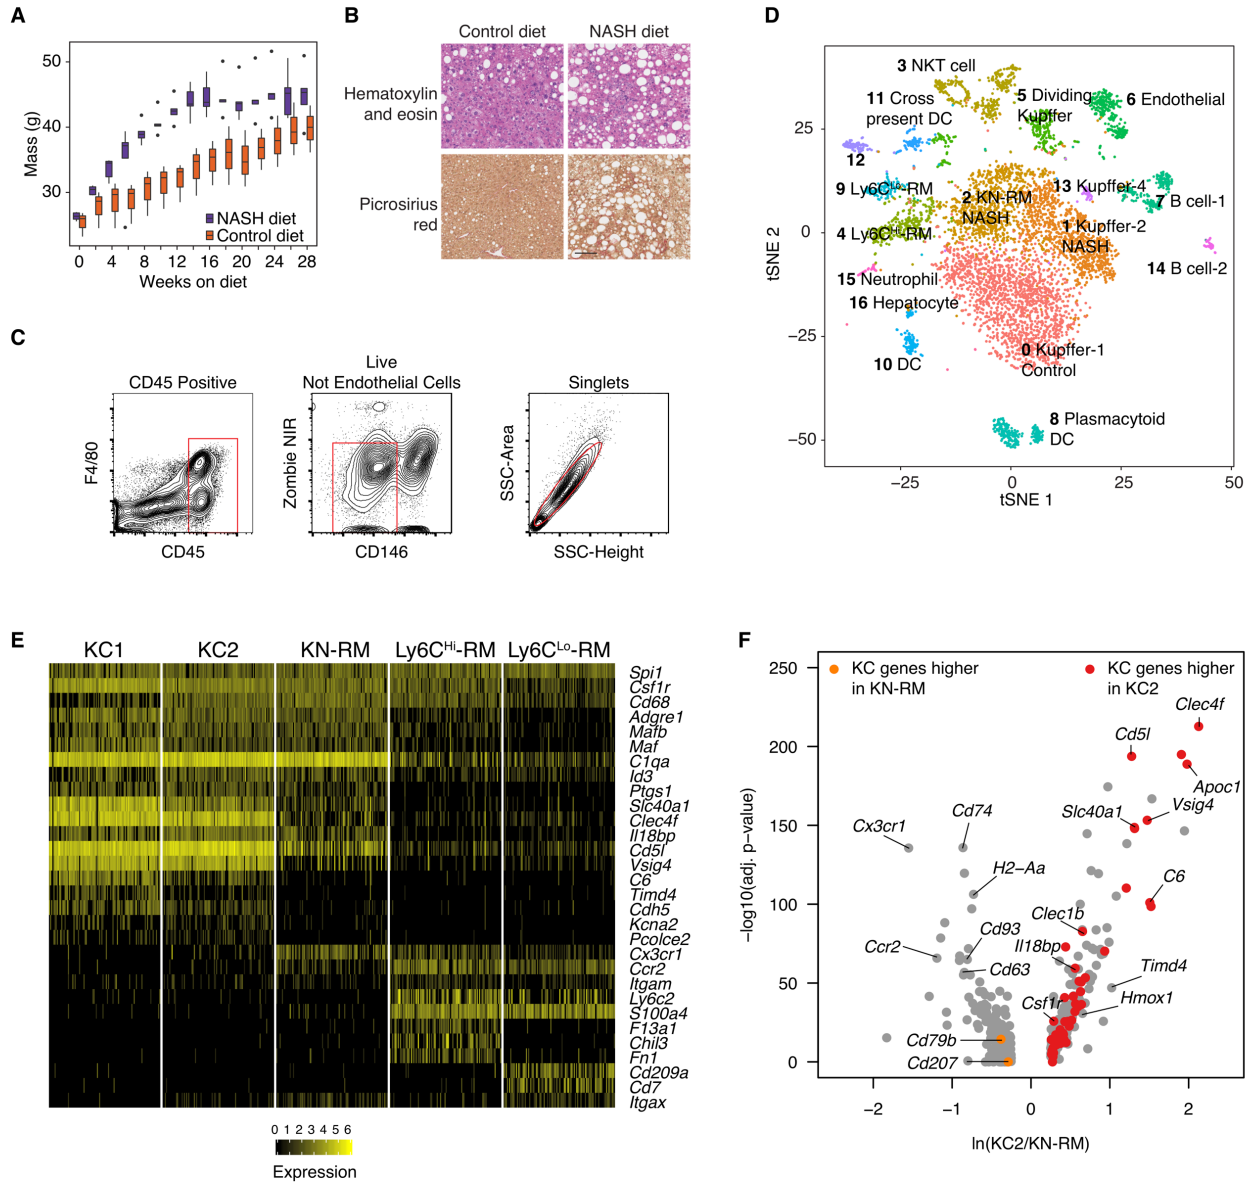 A
50
40
30
Mass (g)
NASH diet
Control diet
0 4 8 12 16 20 24 28
Weeks on diet
B
Control diet NASH diet
Hematoxylin
and eosin
Picrosirius
red
C
CD45 Positive
F4/80
CD45
Live
Not Endothelial Cells
Zombie NIR
CD146
Singlets
SSC-Area
SSC-Height
D
3 NKT cell
11 Cross
present DC
5 Dividing
Kupffer
6 Endothelial
12
9 Ly6CLo-RM
2 KN-RM
NASH
13 Kupffer-4
7 B cell-1
4 Ly6CHi-RM
1 Kupffer-2
NASH
14 B cell-2
15 Neutrophil
16 Hepatocyte
10 DC
0 Kupffer-1
Control
8 Plasmacytoid
DC
25
0
−25
−50
tSNE 2
−25 0 25 50
tSNE 1
E
KC1 KC2 KN-RM Ly6CHi-RM Ly6CLo-RM
Spi1
Csf1r
Cd68
Adgre1
Mafb
Maf
C1qa
Id3
Ptgs1
Slc40a1
Clec4f
Il18bp
Cd5l
Vsig4
C6
Timd4
Cdh5
Kcna2
Pcolce2
Cx3cr1
Ccr2
Itgam
Ly6c2
S100a4
F13a1
Chil3
Fn1
Cd209a
Cd7
Itgax
0 1 2 3 4 5 6
Expression
F
KC genes higher
in KN-RM
KC genes higher
in KC2
Clec4f
Cd5l
Apoc1
Vsig4
Slc40a1
Cx3cr1
Cd74
H2−Aa
C6
Clec1b
Cd93
Il18bp
Ccr2
Cd63
Timd4
Hmox1
Csf1r
Cd79b
Cd207
250
200
150
100
50
0
−log10(adj. p−value)
−2 −1 0 1 2
ln(KC2/KN-RM)